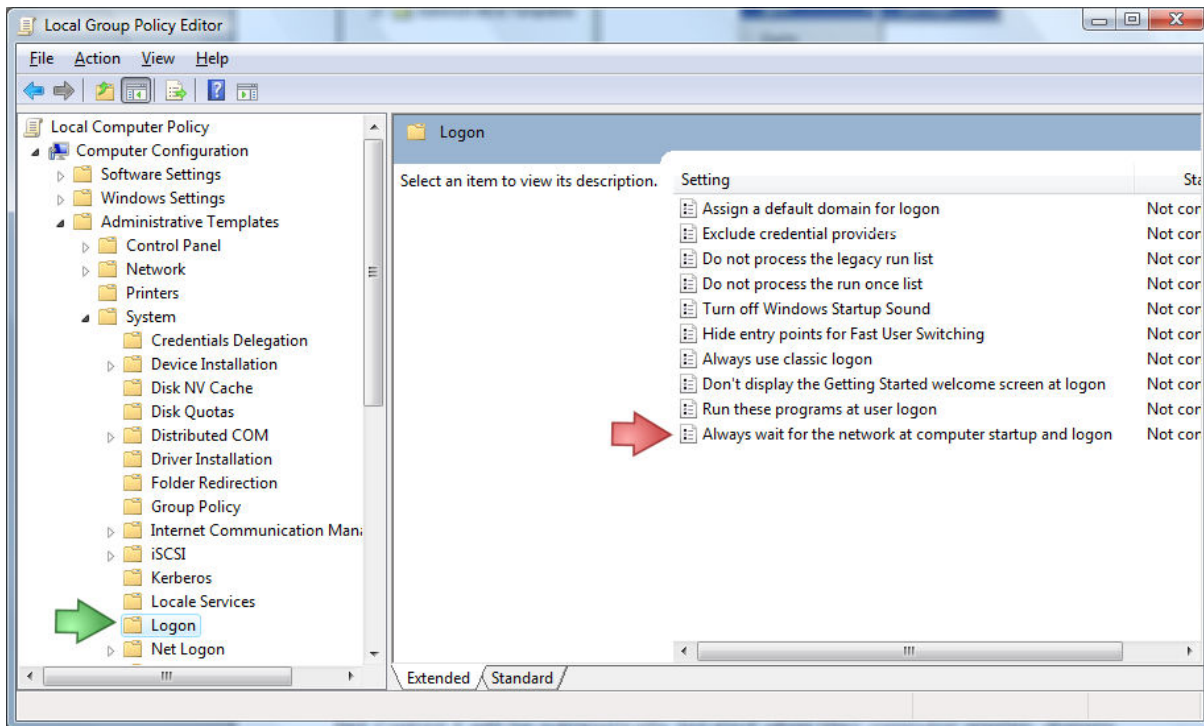 Local Group Policy Editor
File Action View Help
Local Computer Policy
Computer Configuration
Software Settings
Windows Settings
Administrative Templates
Control Panel
Network
Printers
System
Credentials Delegation
Device Installation
Disk NV Cache
Disk Quotas
Distributed COM
Driver Installation
Folder Redirection
Group Policy
Internet Communication Mana
iSCSI
Kerberos
Locale Services
Logon
Net Logon
Logon
Select an item to view its description.
Setting Sta
Assign a default domain for logon Not cor
Exclude credential providers Not cor
Do not process the legacy run list Not cor
Do not process the run once list Not cor
Turn off Windows Startup Sound Not cor
Hide entry points for Fast User Switching Not cor
Always use classic logon Not cor
Don't display the Getting Started welcome screen at logon Not cor
Run these programs at user logon Not cor
Always wait for the network at computer startup and logon Not cor
Extended Standard